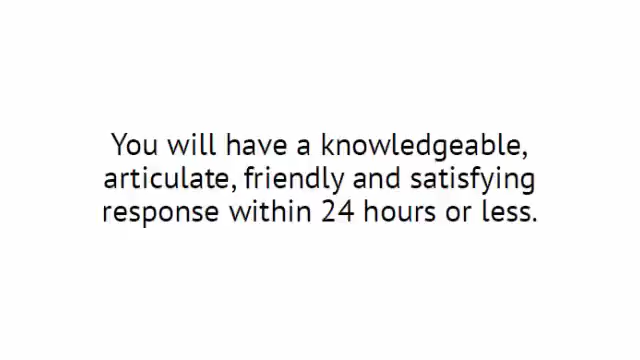 You will have a knowledgeable,
articulate, friendly and satisfying
response within 24 hours or less.